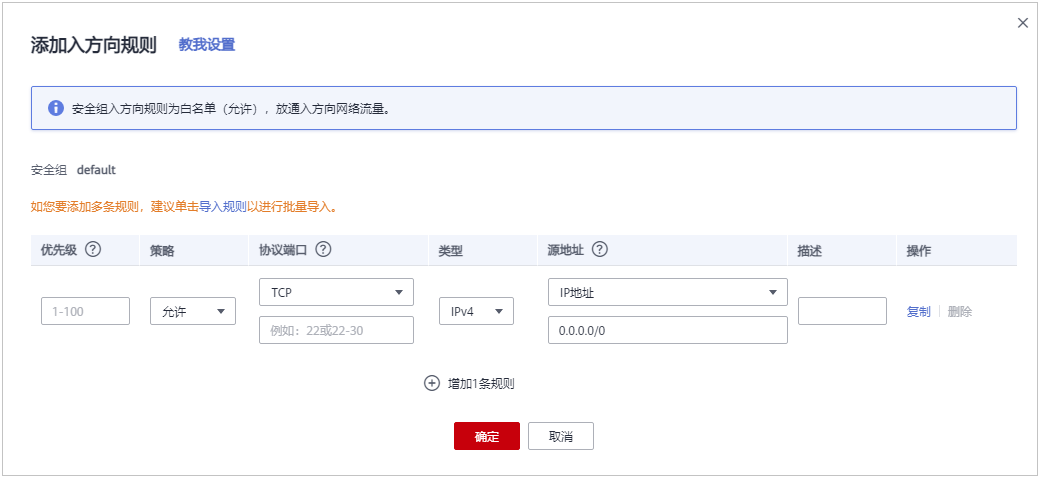 添加入方向规则 教我设置
安全组入方向规则为白名单（允许），放通入方向网络流量。
安全组 default
如您要添加多条规则，建议单击导入规则以进行批量导入。
优先级 ? 策略 协议端口 ? 类型 源地址 ? 描述 操作
TCP IP地址
1-100 允许 IPv4 复制 删除
例如：22或22-30 0.0.0.0/0
增加1条规则
确定 取消